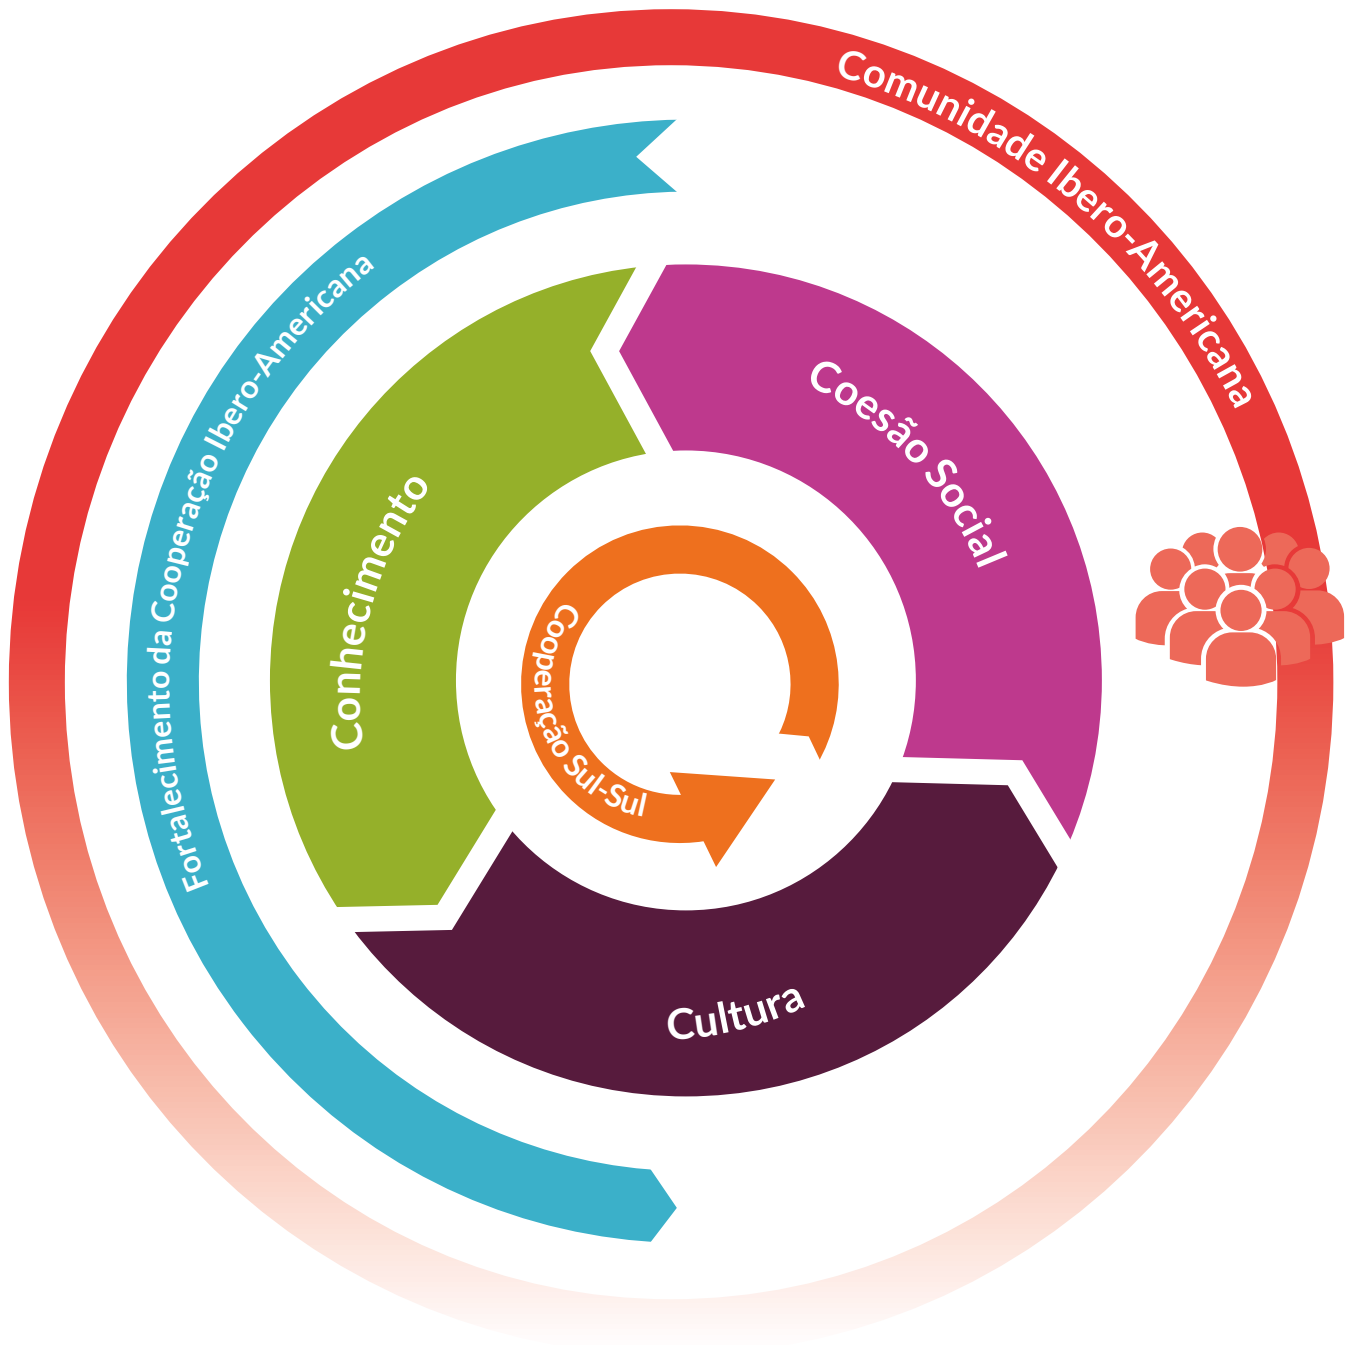 Comunidade Ibero-Americana
Fortalecimento da Cooperação Ibero-Americana
Coesão Social
Conhecimento
Cooperação Sul-Sul
Cultura